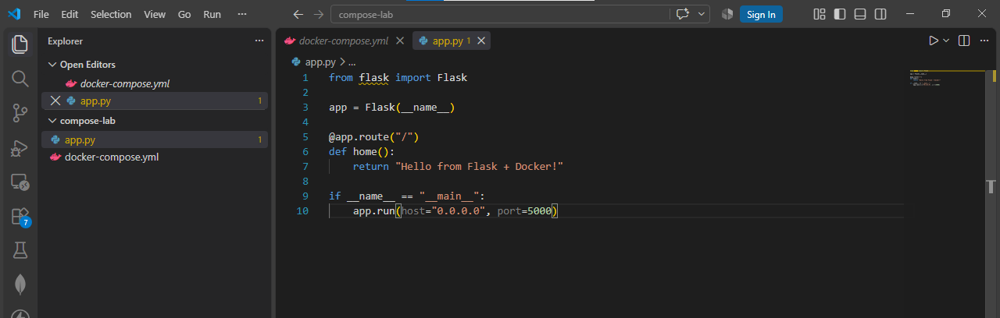 File Edit Selection View Go Run ··· compose-lab Sign In
Explorer ···
Open Editors
docker-compose.yml
app.py 1
compose-lab
app.py 1
docker-compose.yml
7
docker-compose.yml app.py 1
app.py > ...
1 from flask import Flask
2
3 app = Flask(__name__)
4
5 @app.route("/")
6 def home():
7 return "Hello from Flask + Docker!"
8
9 if __name__ == "__main__":
10 app.run(host="0.0.0.0", port=5000)